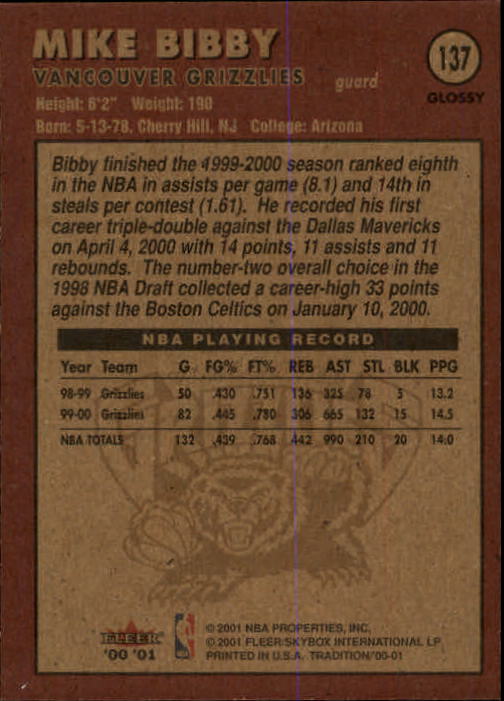 MIKE BIBBY
137
VANCOUVER GRIZZLIES guard
GLOSSY
Height: 6'2" Weight: 190
Born: 5-13-78, Cherry Hill, NJ College: Arizona
Bibby finished the 1999-2000 season ranked eighth
in the NBA in assists per game (8.1) and 14th in
steals per contest (1.61). He recorded his first
career triple-double against the Dallas Mavericks
on April 4, 2000 with 14 points, 11 assists and 11
rebounds. The number-two overall choice in the
1998 NBA Draft collected a career-high 33 points
against the Boston Celtics on January 10, 2000.
NBA PLAYING RECORD
Year Team G FG% FT% REB AST STL BLK PPG
98-99 Grizzlies 50 .430 .751 136 325 78 5 13.2
99-00 Grizzlies 82 .445 .780 306 665 132 15 14.5
NBA TOTALS 132 .439 .768 442 990 210 20 14.0
FLEER
'00 '01
© 2001 NBA PROPERTIES, INC.
© 2001 FLEER/SKYBOX INTERNATIONAL LP
PRINTED IN U.S.A. TRADITION/'00-01